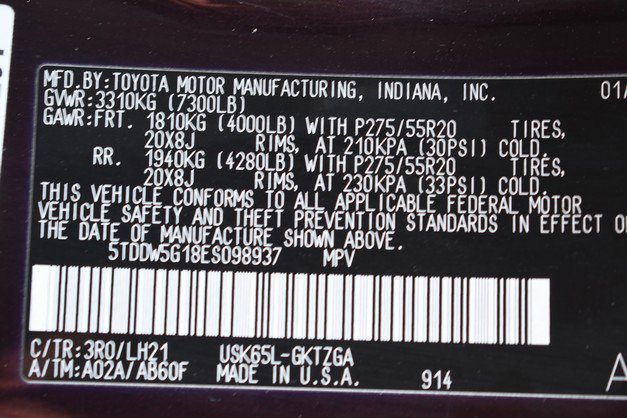 MFD.BY:TOYOTA MOTOR MANUFACTURING, INDIANA, INC. 01/
GVWR:3310KG (7300LB)
GAWR:FRT. 1810KG (4000LB) WITH P275/55R20 TIRES,
20X8J RIMS, AT 210KPA (30PSI) COLD.
RR. 1940KG (4280LB) WITH P275/55R20 TIRES,
20X8J RIMS, AT 230KPA (33PSI) COLD.
THIS VEHICLE CONFORMS TO ALL APPLICABLE FEDERAL MOTOR
VEHICLE SAFETY AND THEFT PREVENTION STANDARDS IN EFFECT O
THE DATE OF MANUFACTURE SHOWN ABOVE.
5TDDW5G18ES098937 MPV
C/TR:3R0/LH21 USK65L-GKTZGA
A/TM:A02A/AB60F MADE IN U.S.A. 914 A